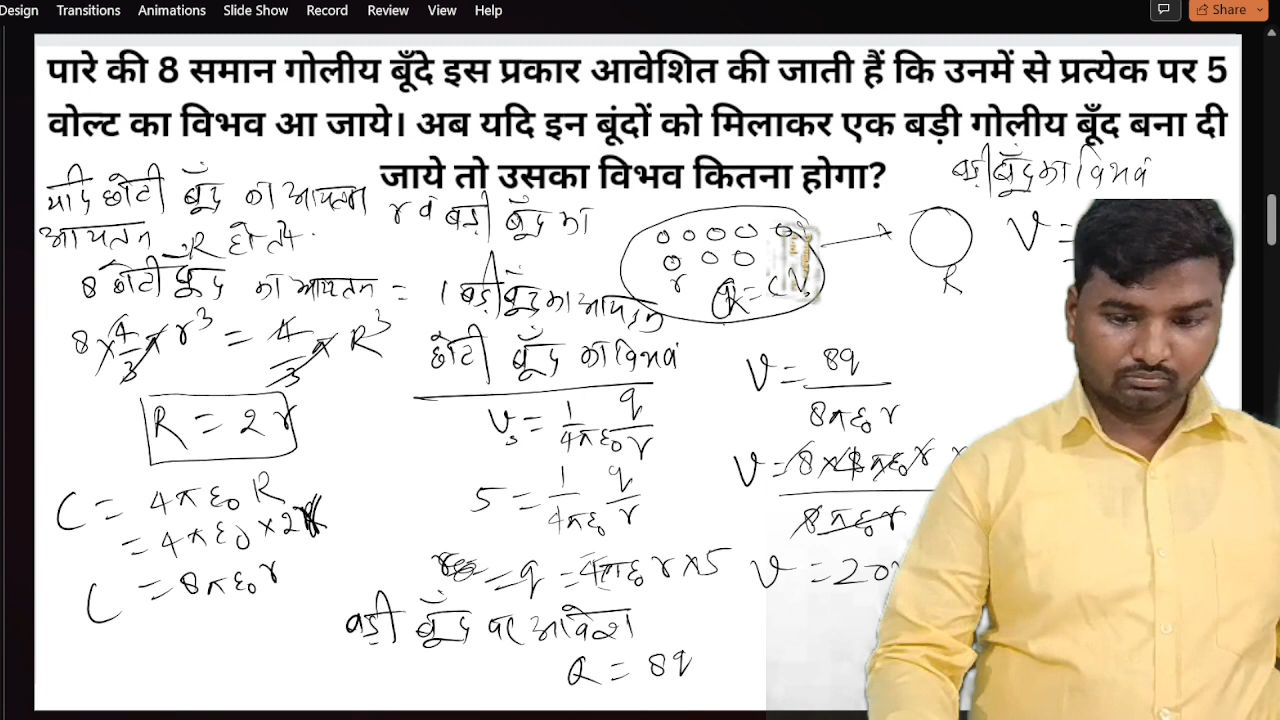 Design Transitions Animations Slide Show Record Review View Help
Share
पारे की 8 समान गोलीय बूँदे इस प्रकार आवेशित की जाती हैं कि उनमें से प्रत्येक पर 5
वोल्ट का विभव आ जाये। अब यदि इन बूंदों को मिलाकर एक बड़ी गोलीय बूँद बना दी
जाये तो उसका विभव कितना होगा?
बड़ी बूँद का विभव
V =
यदि छोटी बूँद का आयतन r व बड़ी बूँद का
आयतन R हो तो
8 छोटी बूँद का आयतन = 1 बड़ी बूँद का आयतन
8 × 4/3 π r³ = 4/3 π R³
R = 2r
C = 4πε₀ R
= 4πε₀ × 2r
C = 8πε₀ r
r
R
छोटी बूँद का विभव
V = 1/4πε₀ q/r
5 = 1/4πε₀ q/r
= q = 4πε₀ r × 5
बड़ी बूँद पर आवेश
Q = 8q
V = 8q/8πε₀ r
V = 8 × 4πε₀ r/8πε₀ r
V = 20